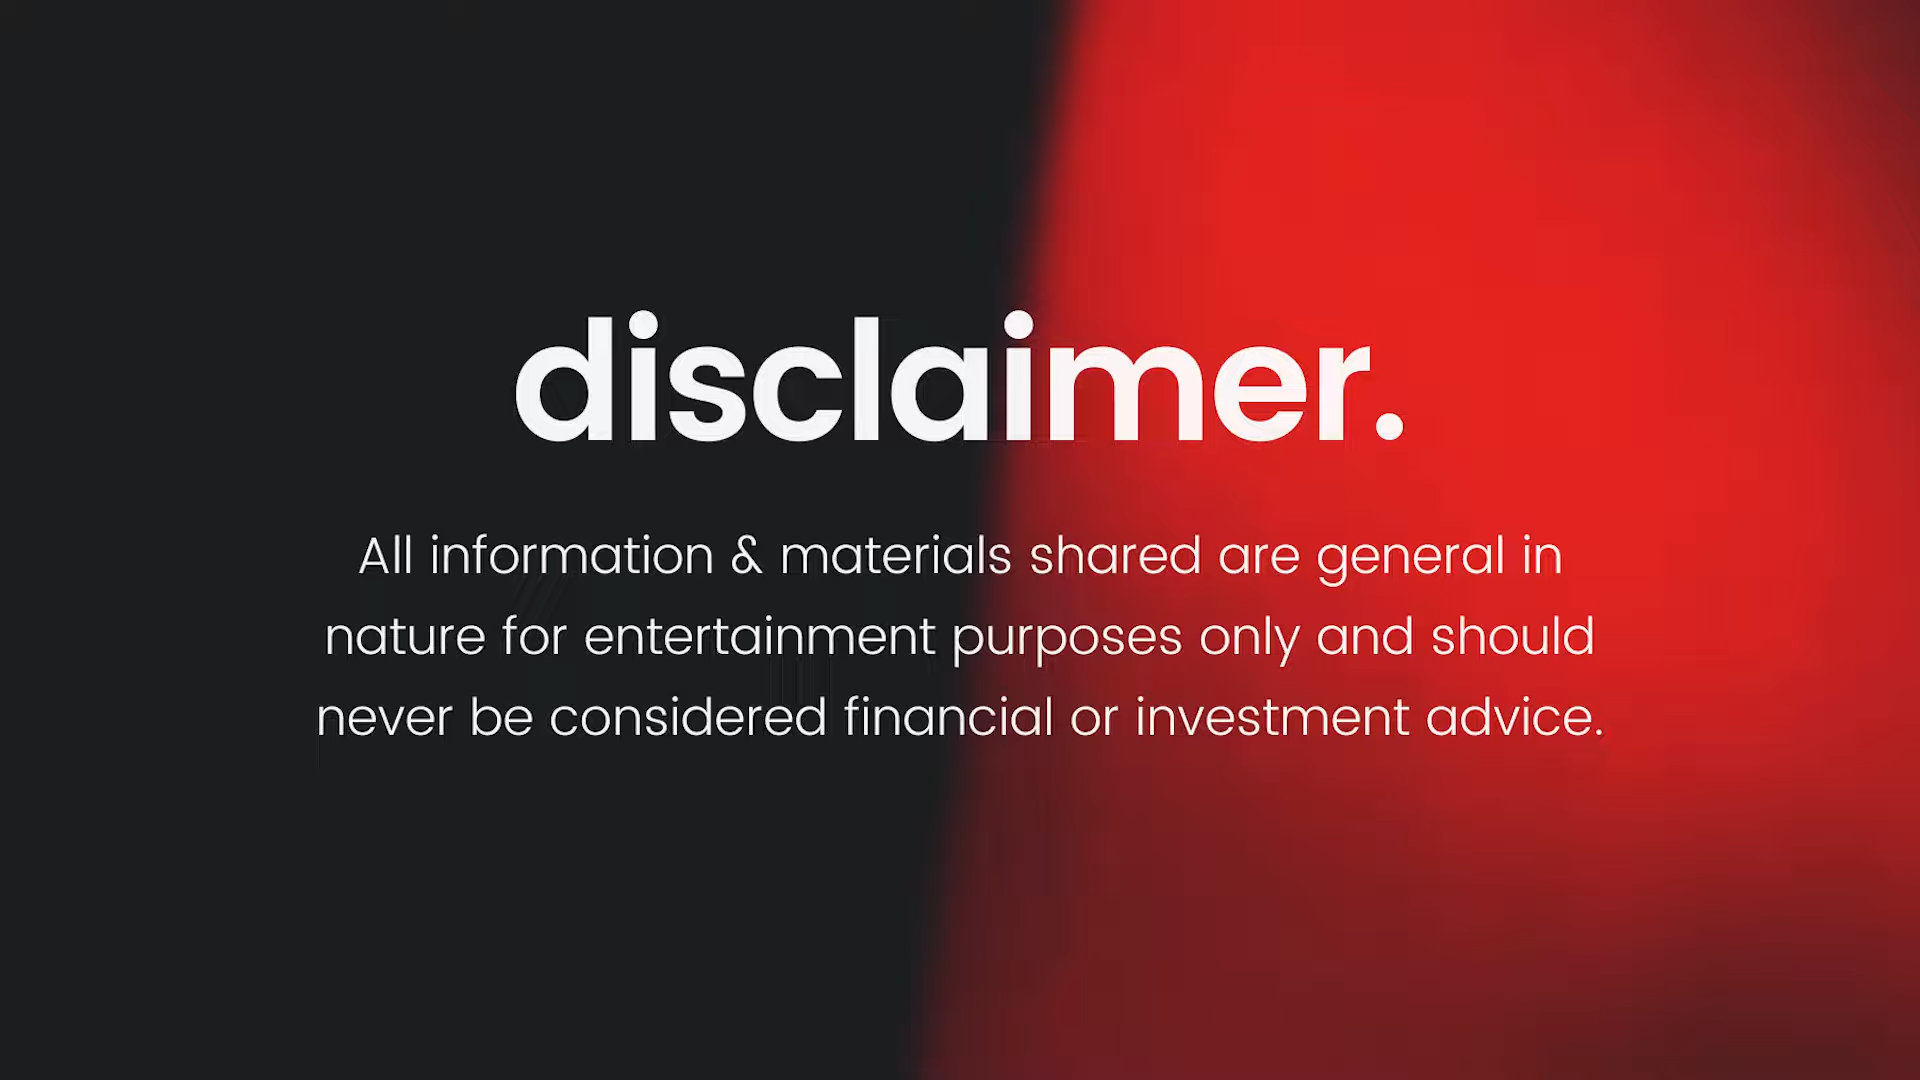 disclaimer.
All information & materials shared are general in
nature for entertainment purposes only and should
never be considered financial or investment advice.